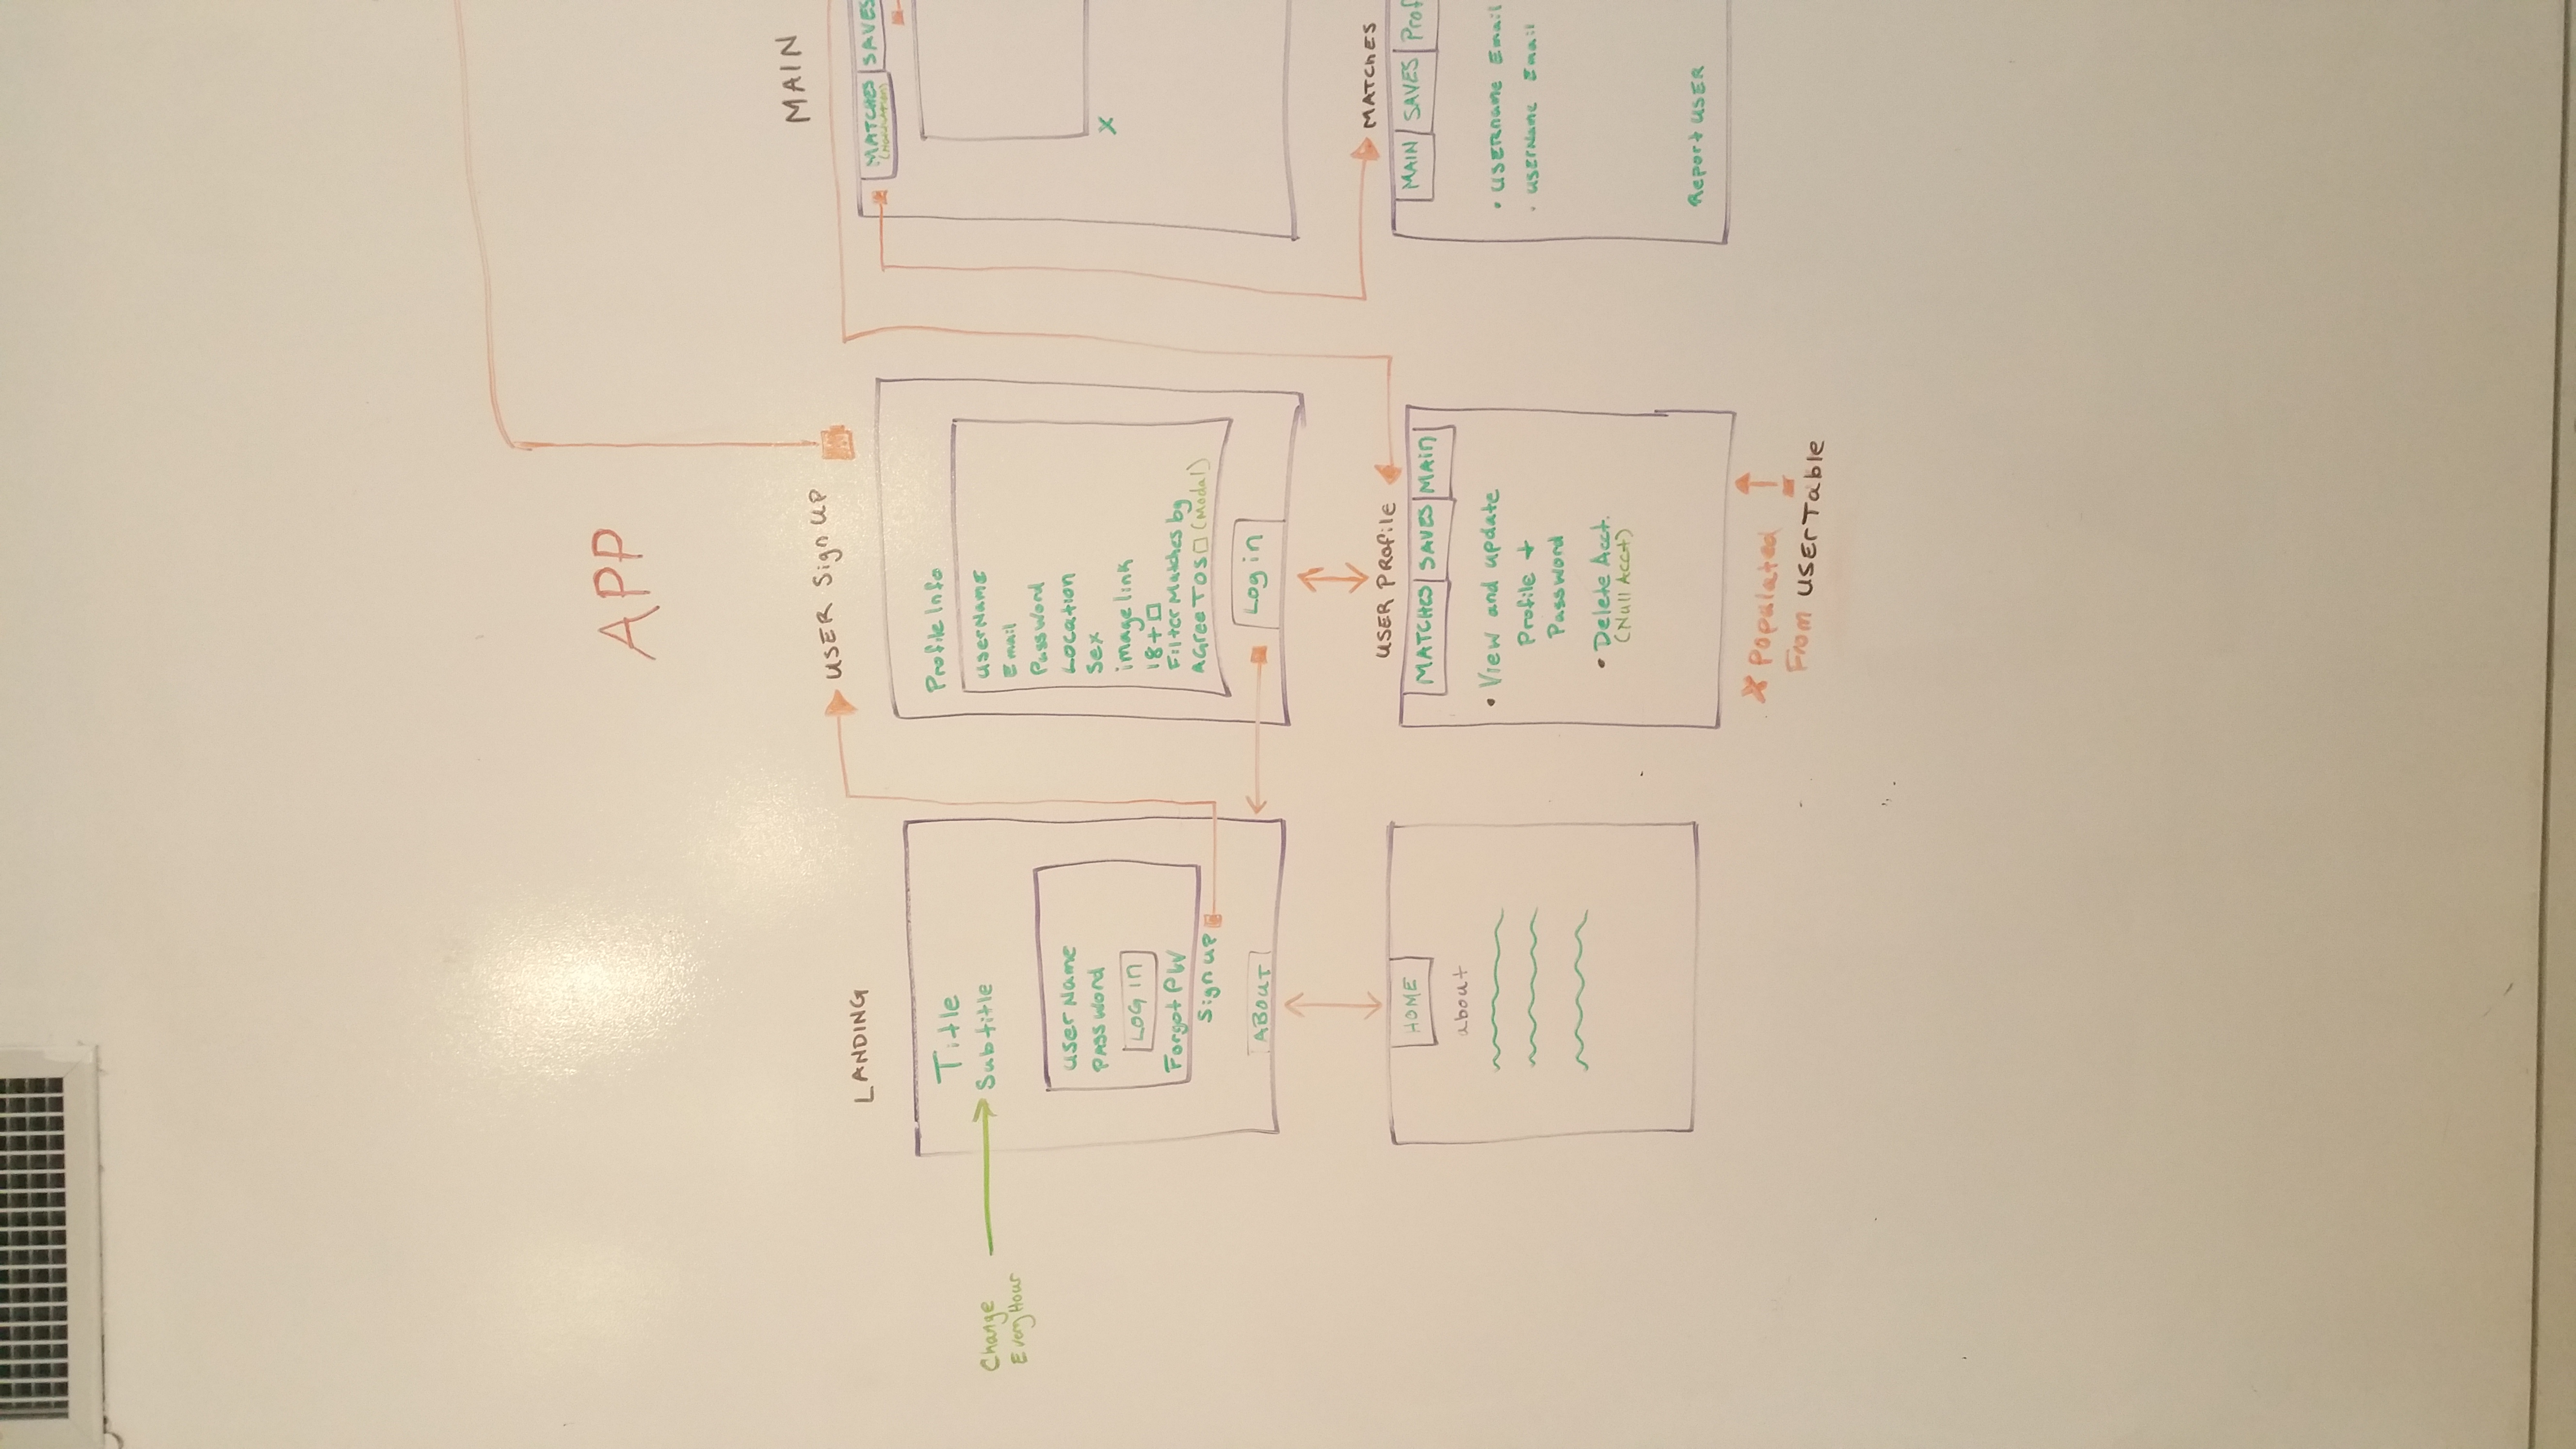 APP
LANDING
Title
Subtitle
Change
Every Hour
user Name
PASSword
LOG in
Forgot PW
Sign up
ABOUT
HOME
about
USER Sign UP
Profile Info
userName
Email
Password
Location
Sex
image link
18+
Filter Matches by
AGree TOS (Modal)
Log in
USER PROFile
MATCHES SAVES MAIN
• View and update
Profile +
Password
• Delete Acct.
(Null Acct)
X Populated
From USErTable
MAIN
MATCHES SAVES
X
MATCHES
MAIN SAVES Prof
• USERname Email
• userName Email
Report USER